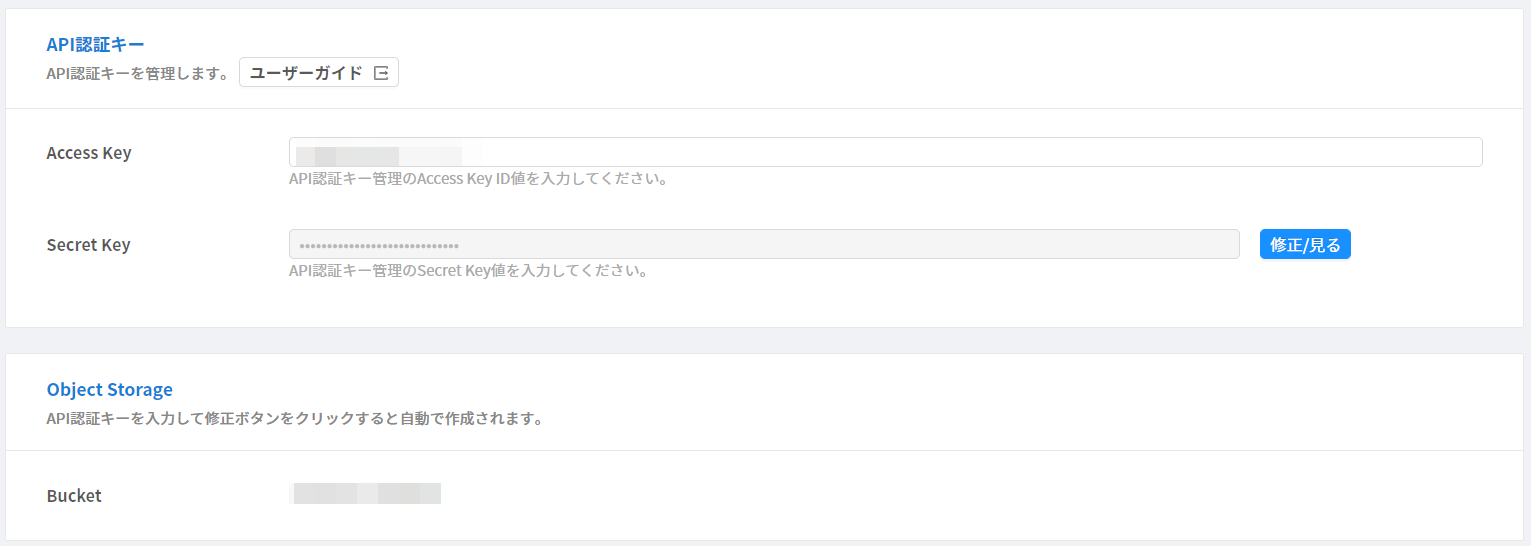 API認証キー
API認証キーを管理します。 ユーザーガイド
Access Key
API認証キー管理のAccess Key ID値を入力してください。
Secret Key •••••••••••••••••••••••••••••• 修正/見る
API認証キー管理のSecret Key値を入力してください。
Object Storage
API認証キーを入力して修正ボタンをクリックすると自動で作成されます。
Bucket